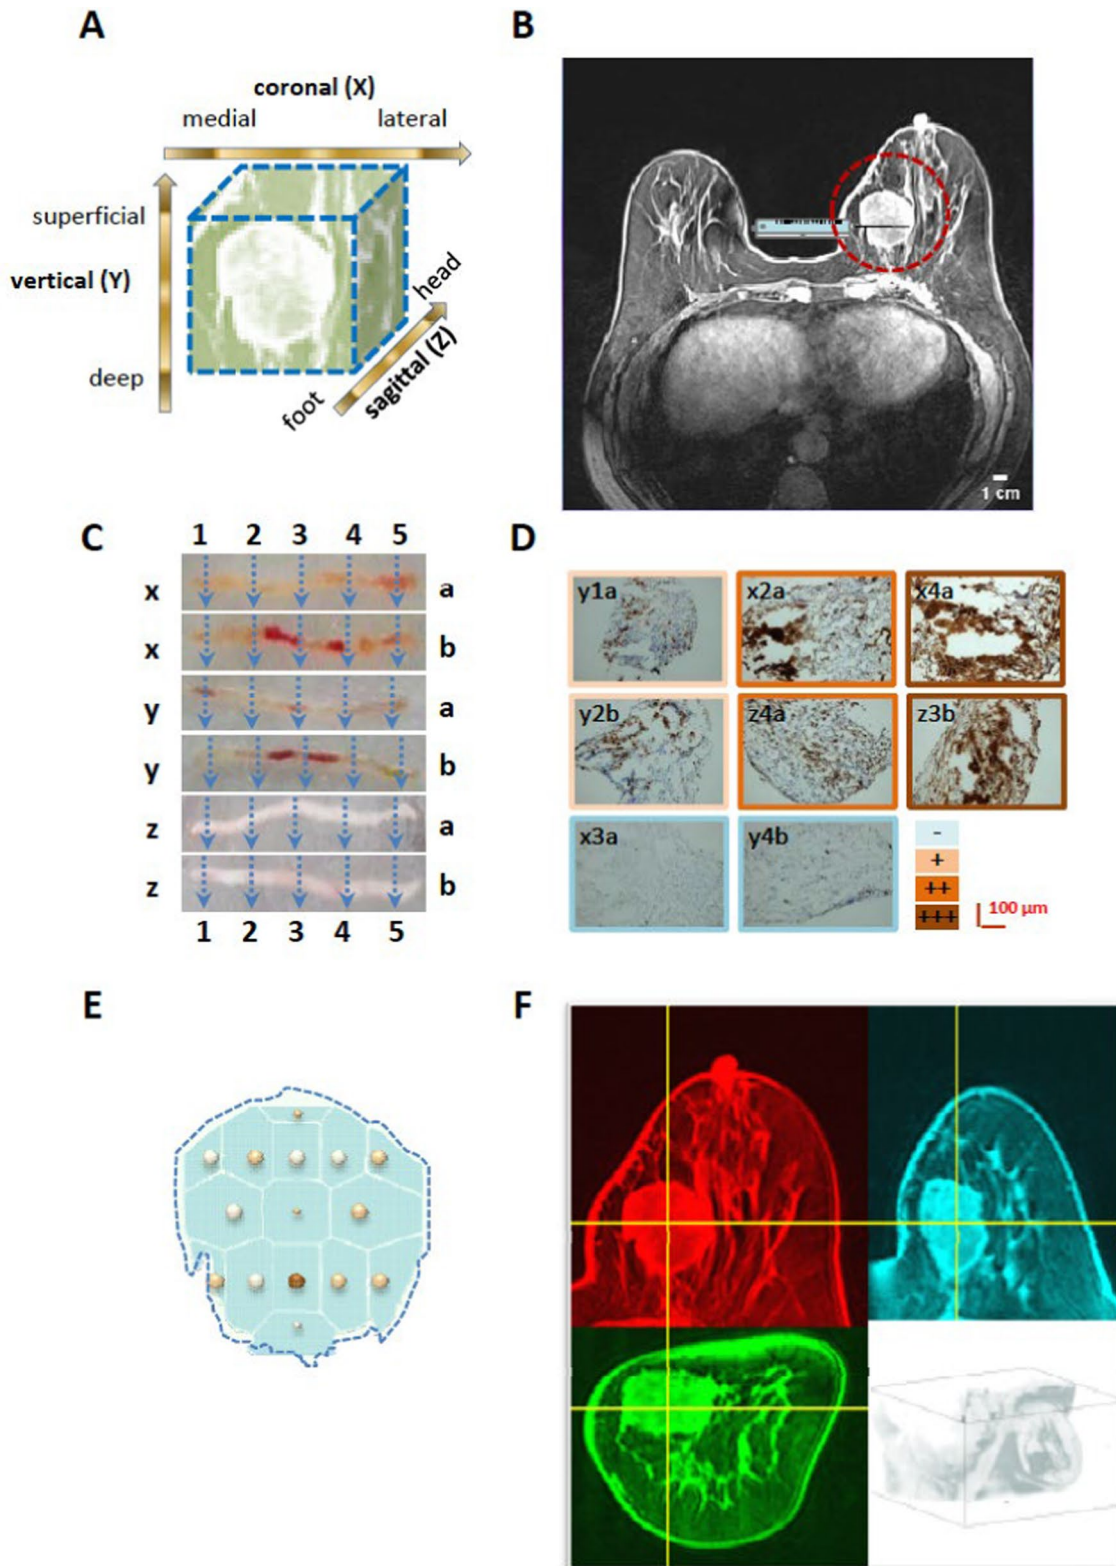 A
coronal (X)
medial lateral
superficial
vertical (Y)
deep
head
sagittal (Z)
foot
B
1 cm
C
1 2 3 4 5
x a
x b
y a
y b
z a
z b
1 2 3 4 5
D
y1a x2a x4a
y2b z4a z3b
x3a y4b
-
+
++
+++
100 µm
E
F